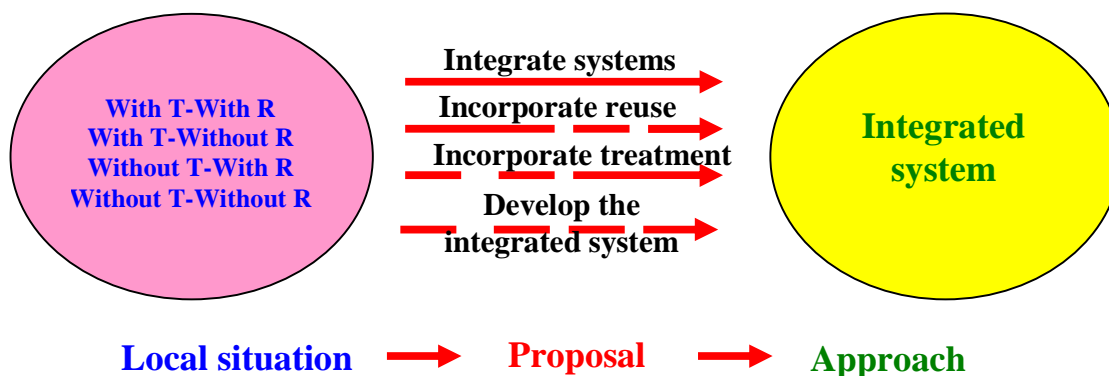 With T-With R
With T-Without R
Without T-With R
Without T-Without R
Integrate systems
Incorporate reuse
Incorporate treatment
Develop the
integrated system
Integrated
system
Local situation
Proposal
Approach